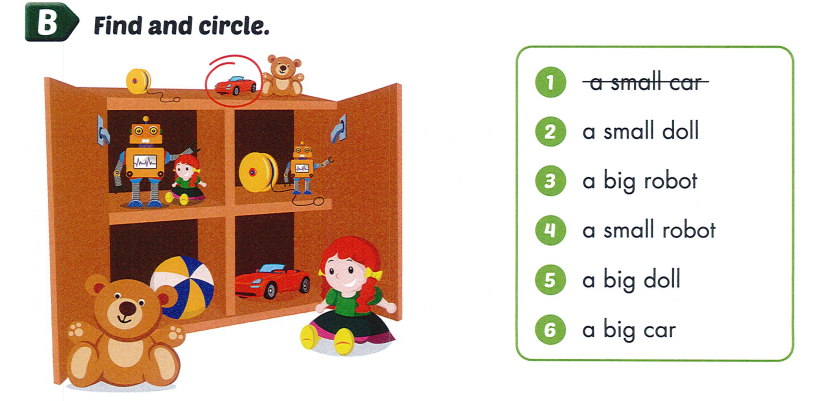 B Find and circle.
1 a small car
2 a small doll
3 a big robot
4 a small robot
5 a big doll
6 a big car